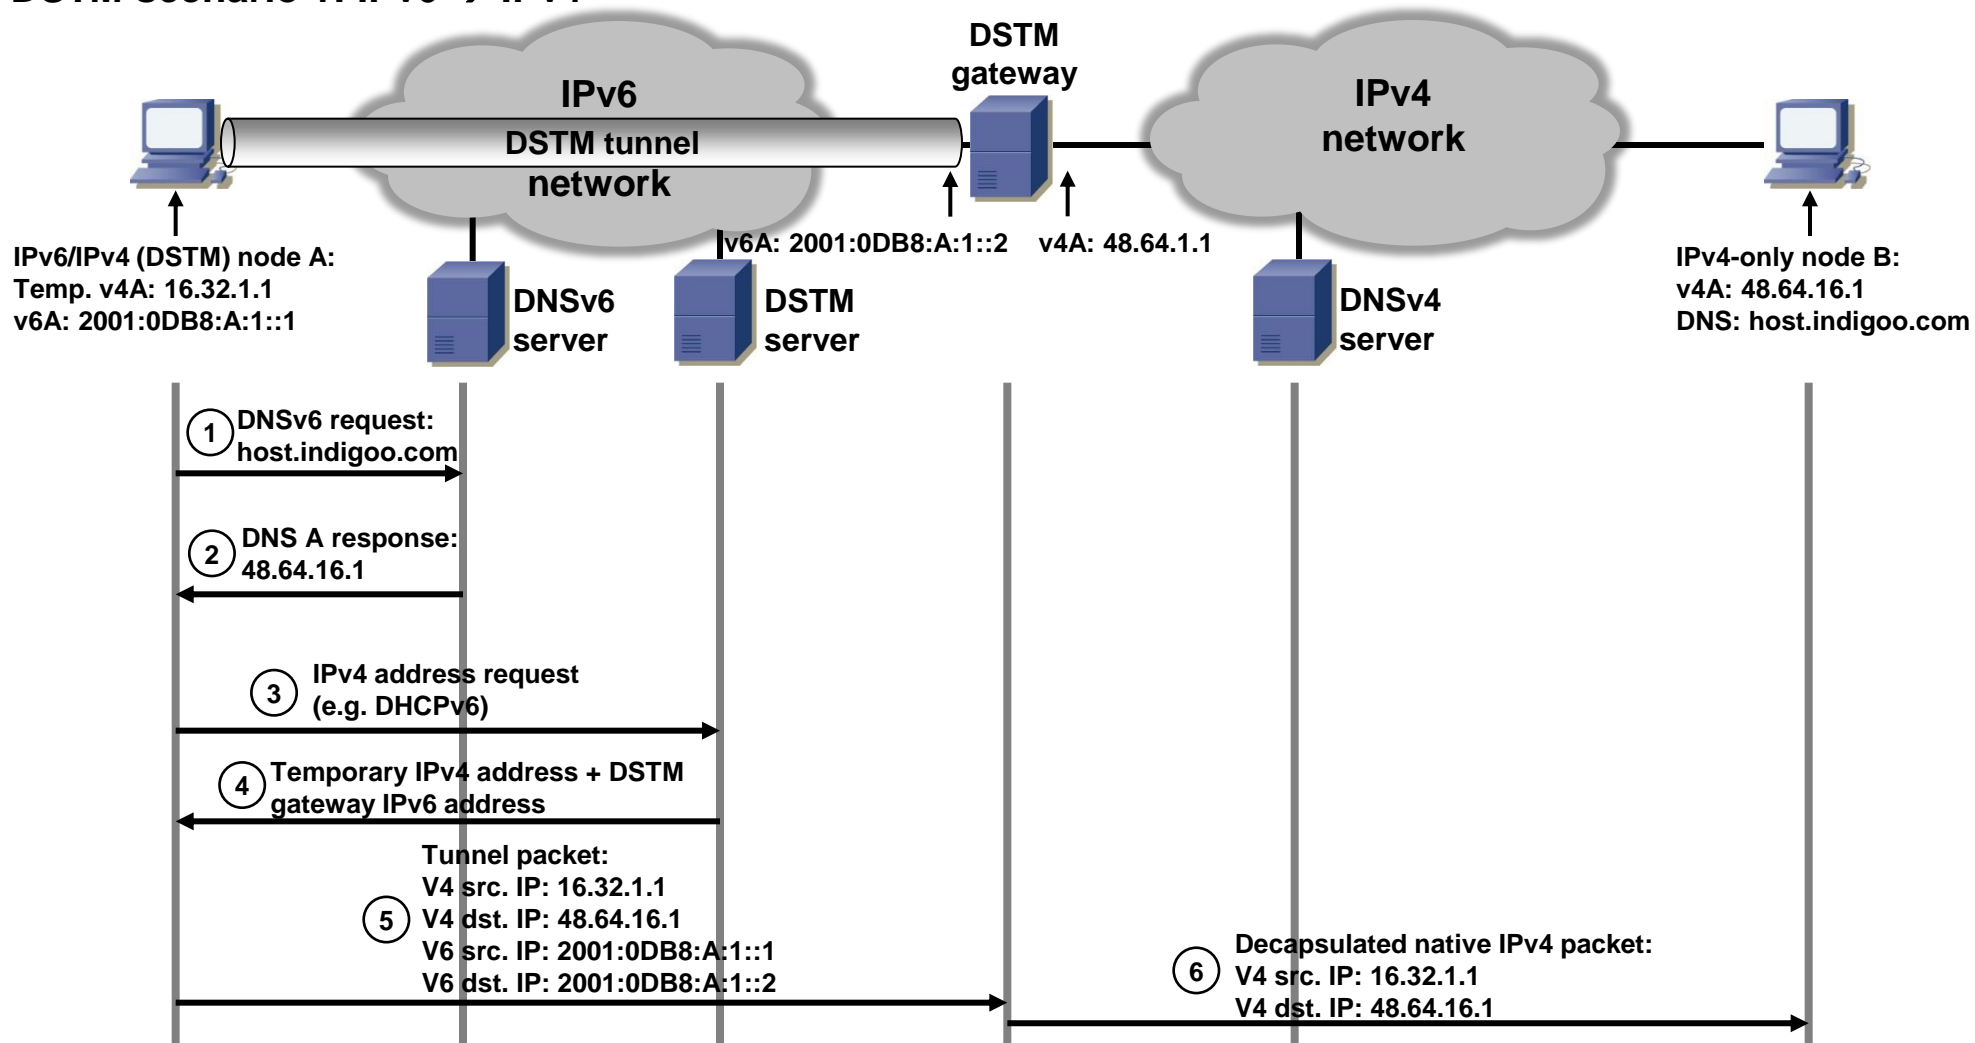 DSTM
gateway
IPv6
DSTM tunnel
network
IPv4
network
v6A: 2001:0DB8:A:1::2
v4A: 48.64.1.1
IPv6/IPv4 (DSTM) node A:
Temp. v4A: 16.32.1.1
v6A: 2001:0DB8:A:1::1
DNSv6
server
DSTM
server
DNSv4
server
IPv4-only node B:
v4A: 48.64.16.1
DNS: host.indigoo.com
1
DNSv6 request:
host.indigoo.com
2
DNS A response:
48.64.16.1
3
IPv4 address request
(e.g. DHCPv6)
4
Temporary IPv4 address + DSTM
gateway IPv6 address
5
Tunnel packet:
V4 src. IP: 16.32.1.1
V4 dst. IP: 48.64.16.1
V6 src. IP: 2001:0DB8:A:1::1
V6 dst. IP: 2001:0DB8:A:1::2
6
Decapsulated native IPv4 packet:
V4 src. IP: 16.32.1.1
V4 dst. IP: 48.64.16.1